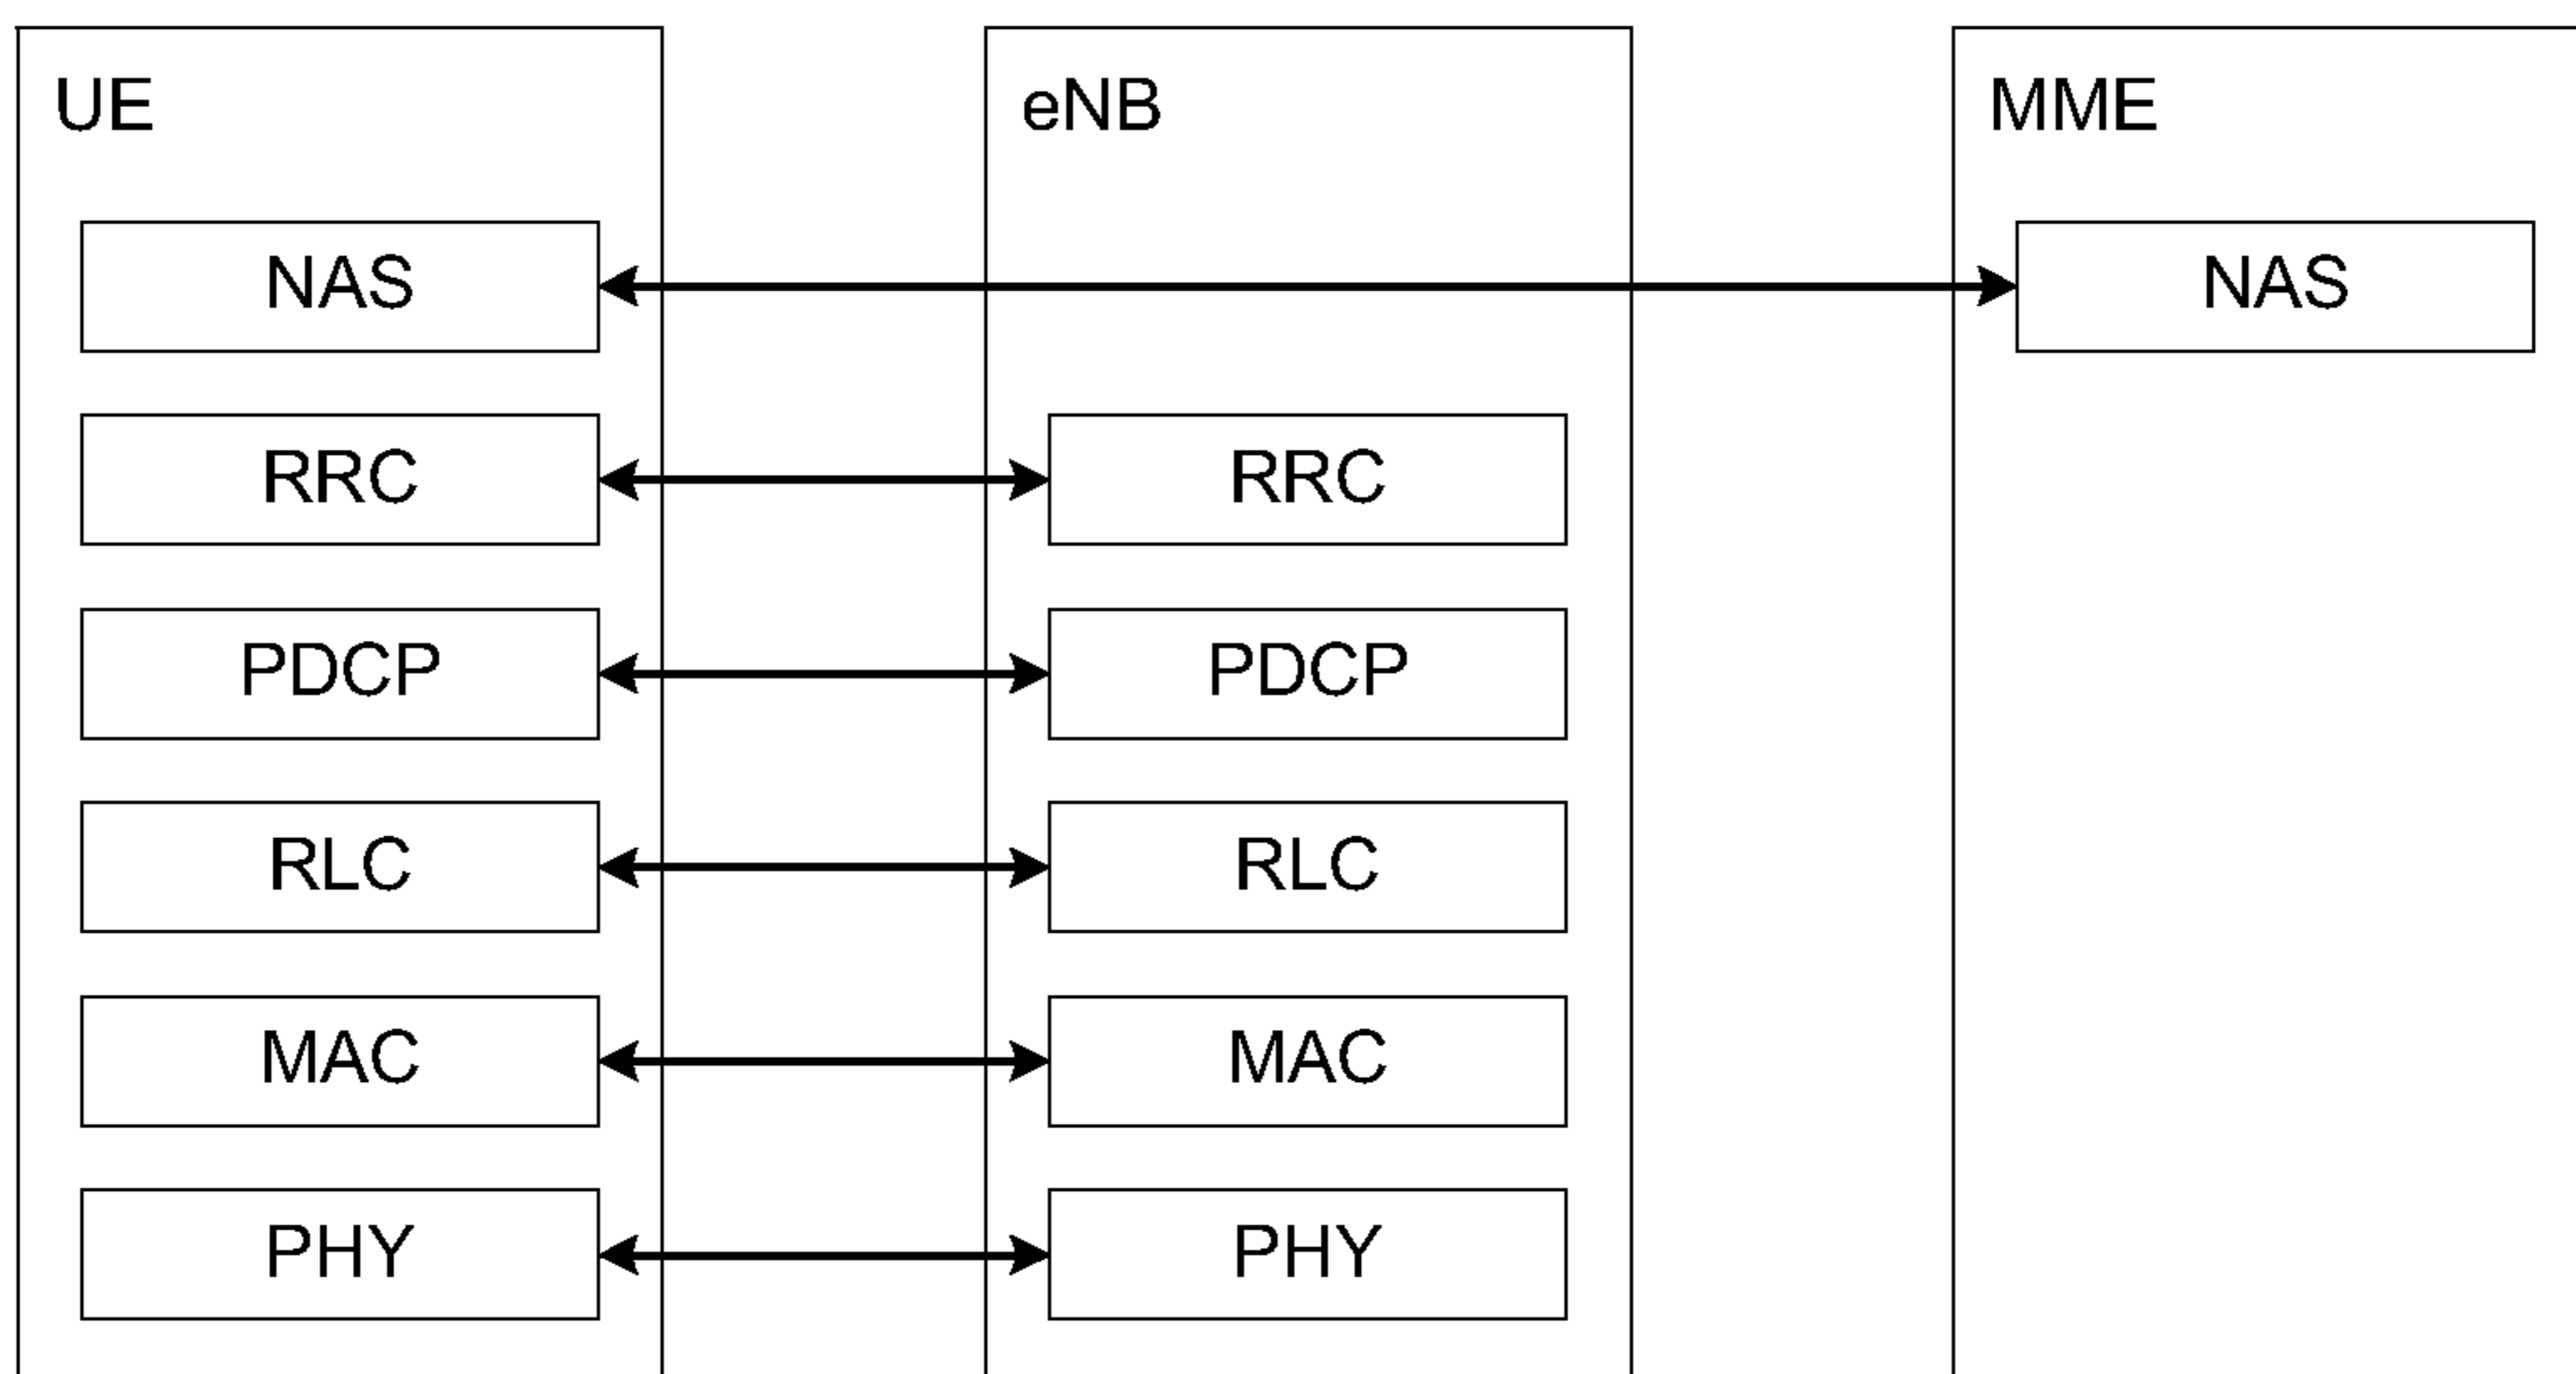 UE
eNB
MME
NAS
NAS
RRC
RRC
PDCP
PDCP
RLC
RLC
MAC
MAC
PHY
PHY